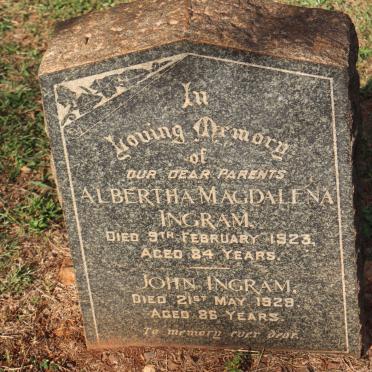 In
Loving Memory
of
OUR DEAR PARENTS
ALBERTHA MAGDALENA
INGRAM.
DIED 9TH FEBRUARY 1923,
AGED 84 YEARS.
JOHN INGRAM,
DIED 21ST MAY 1929,
AGED 86 YEARS.
To memory ever dear.